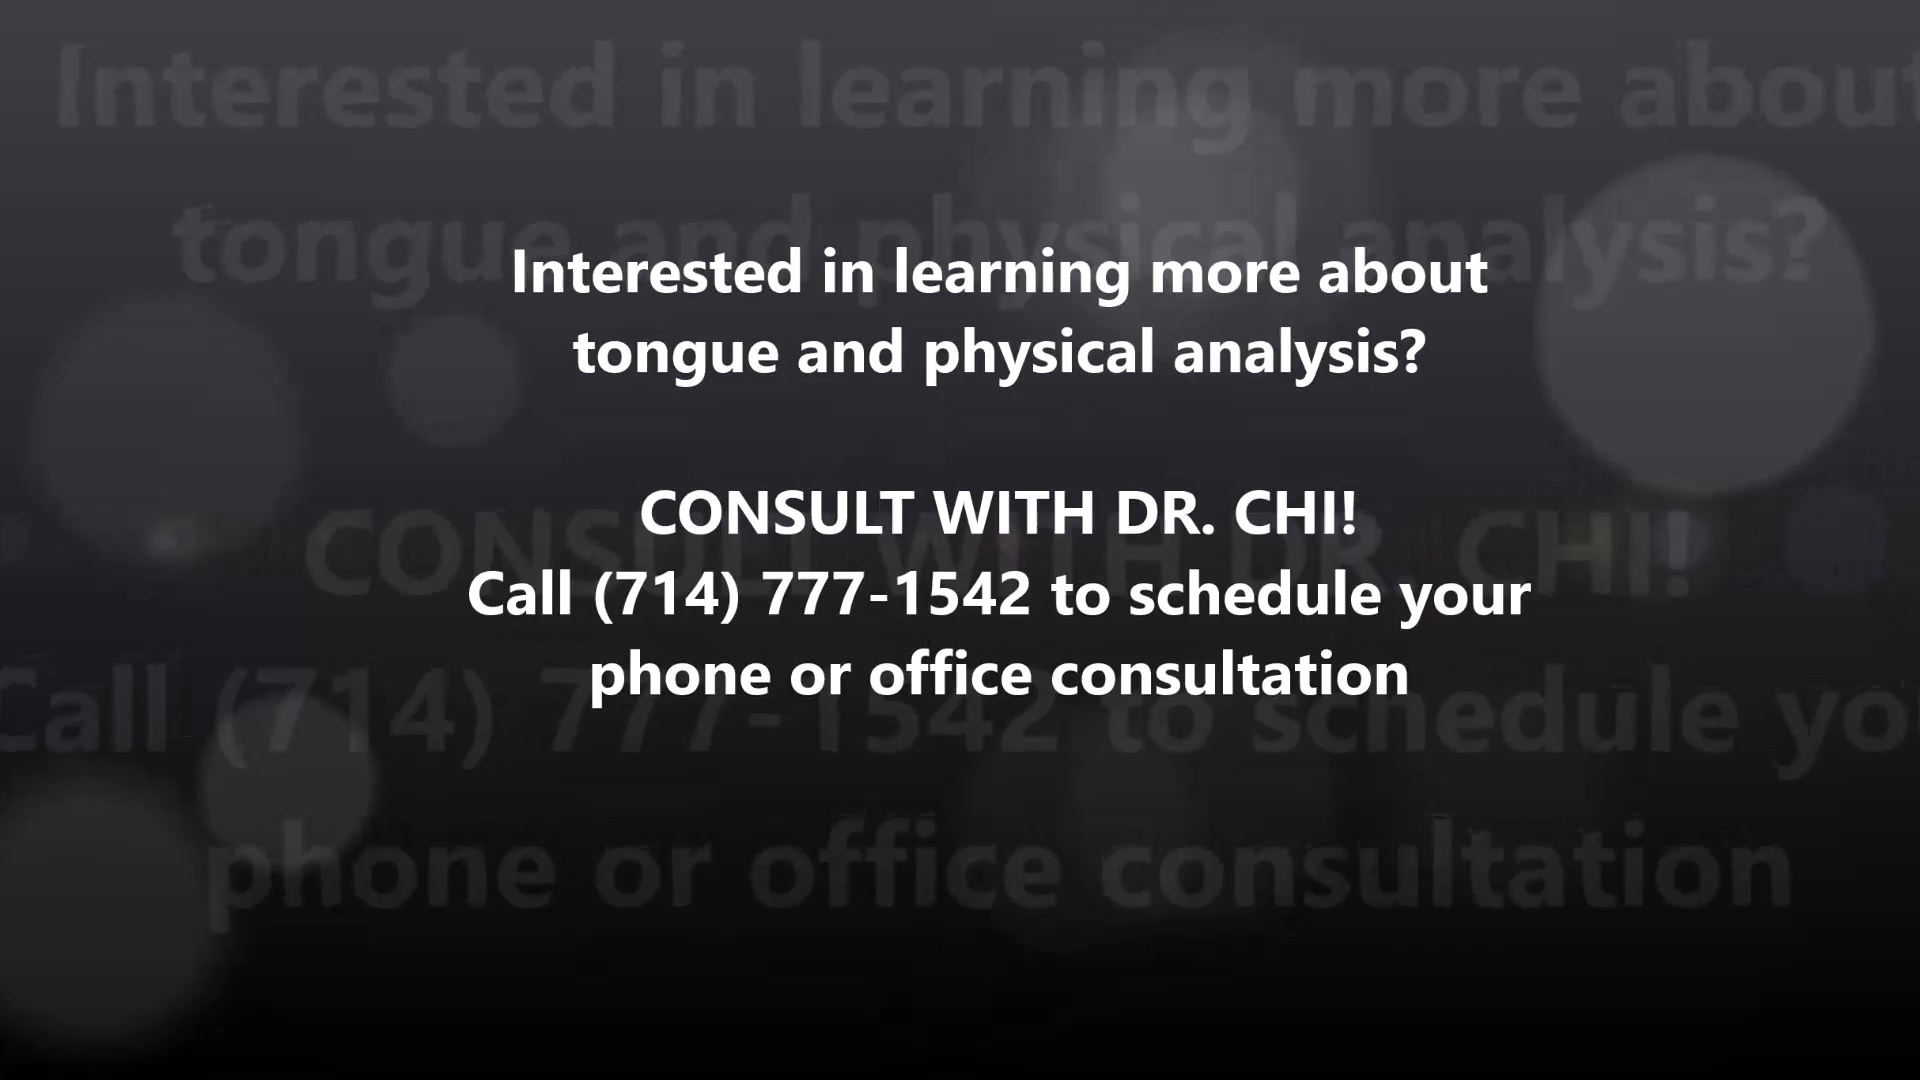 Interested in learning more about
tongue and physical analysis?
CONSULT WITH DR. CHI!
Call (714) 777-1542 to schedule your
phone or office consultation